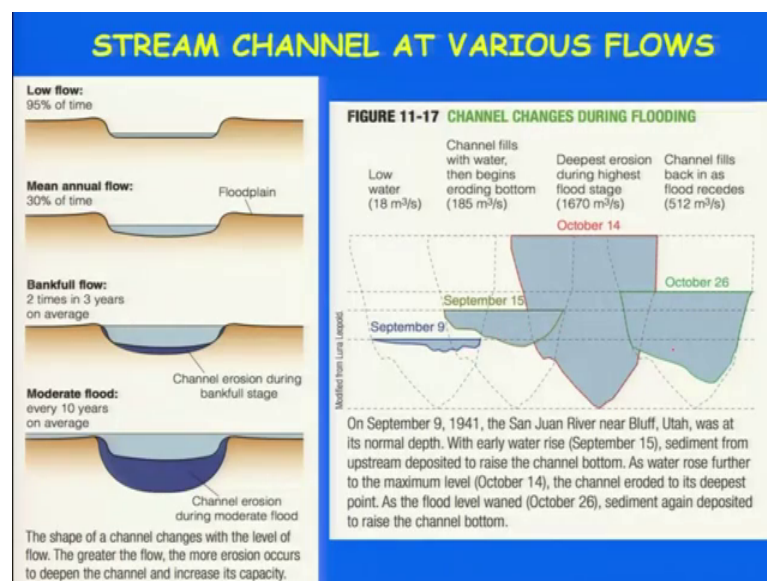 STREAM CHANNEL AT VARIOUS FLOWS
Low flow:
95% of time
Mean annual flow:
30% of time
Floodplain
Bankfull flow:
2 times in 3 years
on average
Channel erosion during
bankfull stage
Moderate flood:
every 10 years
on average
Channel erosion
during moderate flood
The shape of a channel changes with the level of
flow. The greater the flow, the more erosion occurs
to deepen the channel and increase its capacity.
FIGURE 11-17 CHANNEL CHANGES DURING FLOODING
Low
water
(18 m³/s)
Channel fills
with water,
then begins
eroding bottom
(185 m³/s)
Deepest erosion
during highest
flood stage
(1670 m³/s)
Channel fills
back in as
flood recedes
(512 m³/s)
October 14
October 26
September 15
September 9
Modified from Luna Leopold.
On September 9, 1941, the San Juan River near Bluff, Utah, was at
its normal depth. With early water rise (September 15), sediment from
upstream deposited to raise the channel bottom. As water rose further
to the maximum level (October 14), the channel eroded to its deepest
point. As the flood level waned (October 26), sediment again deposited
to raise the channel bottom.